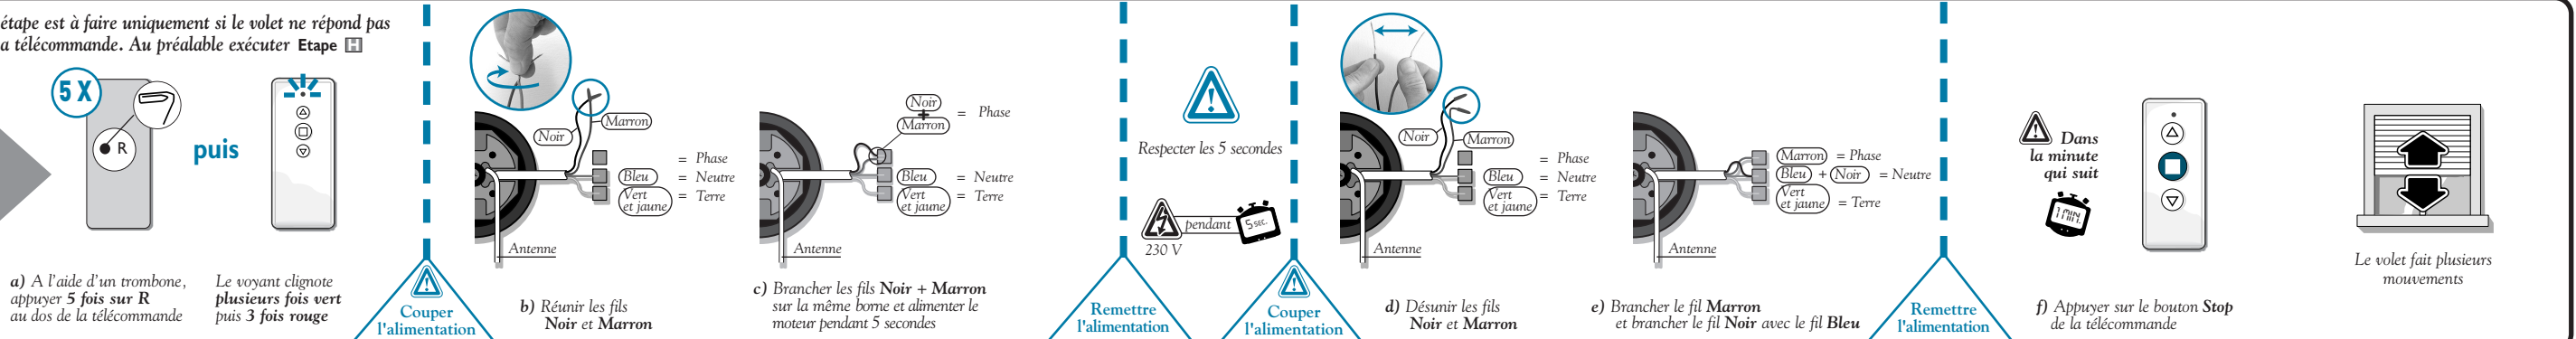 étape est à faire uniquement si le volet ne répond pas
a télécommande. Au préalable exécuter Etape H
5 X
R
puis
a) A l'aide d'un trombone,
appuyer 5 fois sur R
au dos de la télécommande
Le voyant clignote
plusieurs fois vert
puis 3 fois rouge
Couper
l'alimentation
Noir
Marron
= Phase
Bleu = Neutre
Vert
et jaune = Terre
Antenne
b) Réunir les fils
Noir et Marron
Noir
+
Marron
= Phase
Bleu = Neutre
Vert
et jaune = Terre
Antenne
c) Brancher les fils Noir + Marron
sur la même borne et alimenter le
moteur pendant 5 secondes
Remettre
l'alimentation
Respecter les 5 secondes
pendant
5 SEC.
230 V
Couper
l'alimentation
Noir
Marron
= Phase
Bleu = Neutre
Vert
et jaune = Terre
Antenne
d) Désunir les fils
Noir et Marron
Marron = Phase
Bleu + Noir = Neutre
Vert
et jaune = Terre
Antenne
e) Brancher le fil Marron
et brancher le fil Noir avec le fil Bleu
Remettre
l'alimentation
Dans
la minute
qui suit
1 MIN.
f) Appuyer sur le bouton Stop
de la télécommande
Le volet fait plusieurs
mouvements